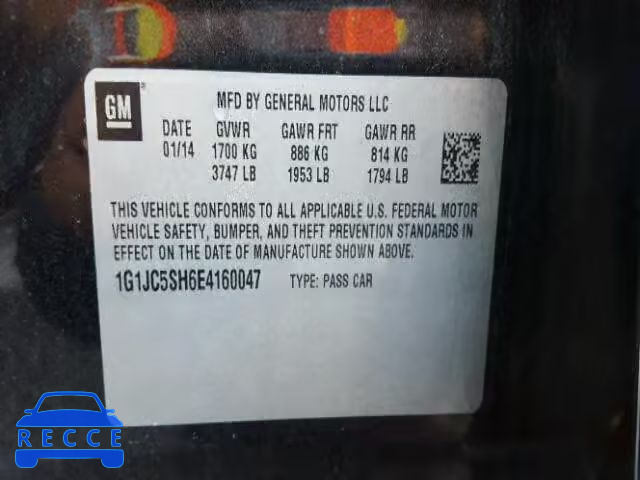 GM
®
MFD BY GENERAL MOTORS LLC
DATE GVWR GAWR FRT GAWR RR
01/14 1700 KG 886 KG 814 KG
3747 LB 1953 LB 1794 LB
THIS VEHICLE CONFORMS TO ALL APPLICABLE U.S. FEDERAL MOTOR
VEHICLE SAFETY, BUMPER, AND THEFT PREVENTION STANDARDS IN
EFFECT ON THE DATE OF MANUFACTURE SHOWN ABOVE.
1G1JC5SH6E4160047 TYPE: PASS CAR
RECCE